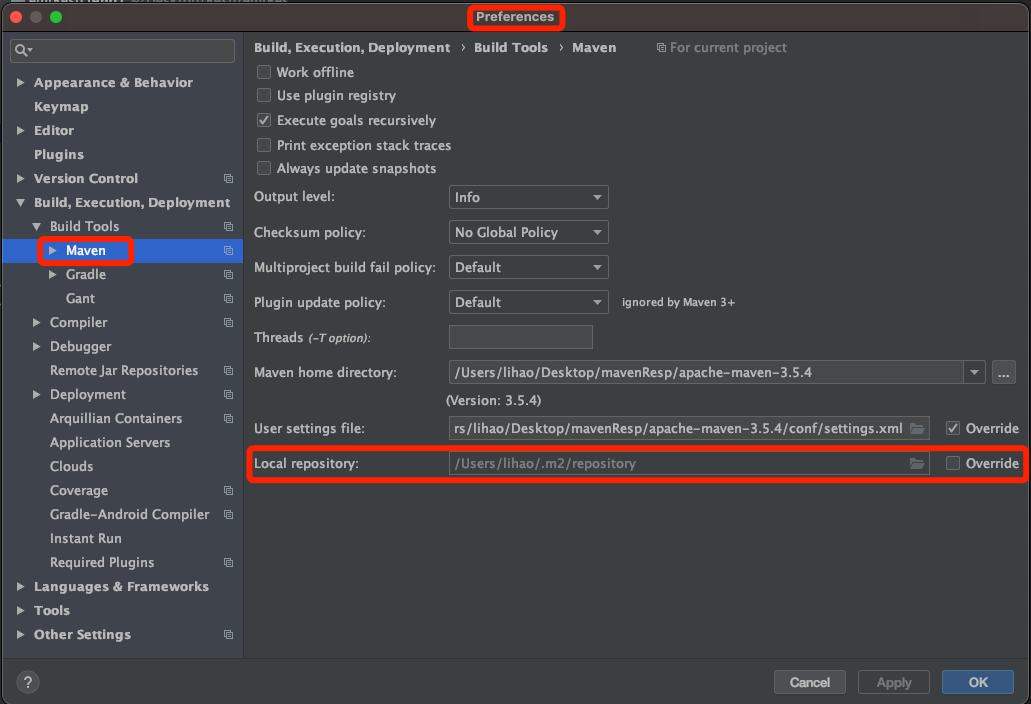 Preferences
Build, Execution, Deployment › Build Tools › Maven For current project
Work offline
Appearance & Behavior
Use plugin registry
Keymap
Execute goals recursively
Editor
Print exception stack traces
Plugins
Always update snapshots
Version Control
Output level: Info
Build, Execution, Deployment
Build Tools
Checksum policy: No Global Policy
Maven
Multiproject build fail policy: Default
Gradle
Gant
Plugin update policy: Default ignored by Maven 3+
Compiler
Threads (-T option):
Debugger
Remote Jar Repositories
Maven home directory: /Users/lihao/Desktop/mavenResp/apache-maven-3.5.4 ...
Deployment
(Version: 3.5.4)
Arquillian Containers
User settings file: rs/lihao/Desktop/mavenResp/apache-maven-3.5.4/conf/settings.xml Override
Application Servers
Local repository: /Users/lihao/.m2/repository Override
Clouds
Coverage
Gradle-Android Compiler
Instant Run
Required Plugins
Languages & Frameworks
Tools
Other Settings
? Cancel Apply OK